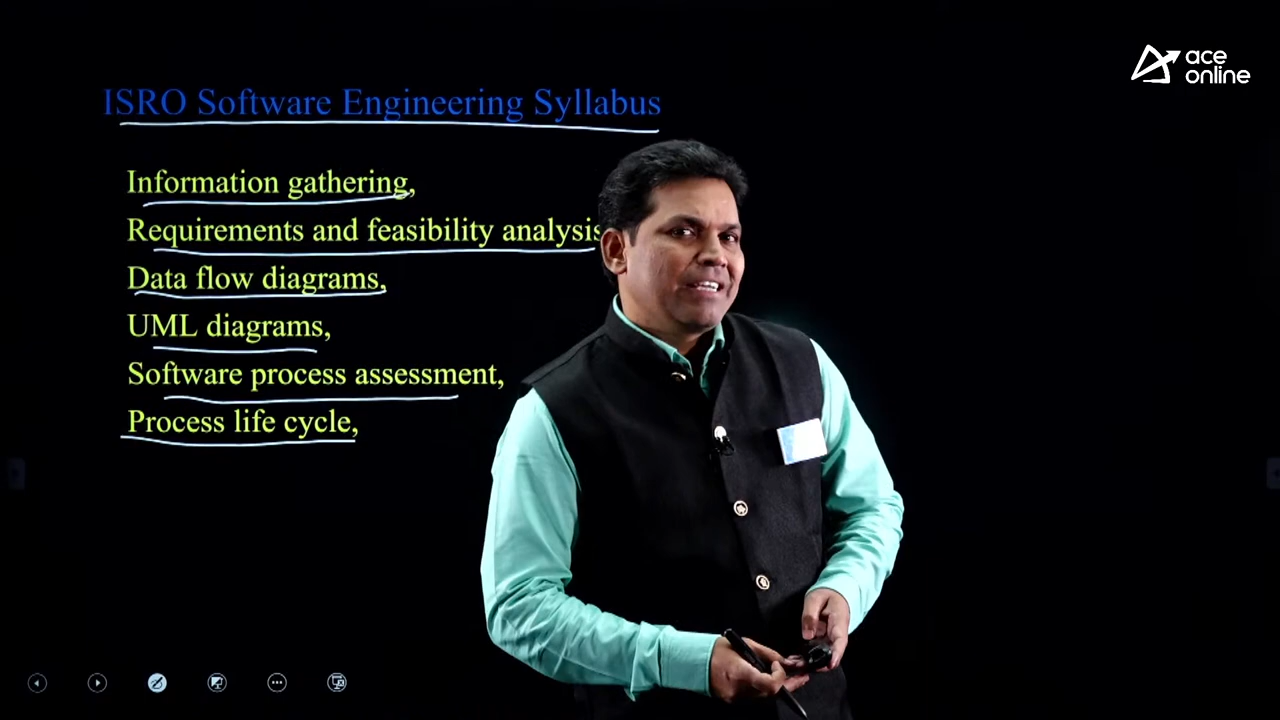 ace
online
ISRO Software Engineering Syllabus
Information gathering,
Requirements and feasibility analysis
Data flow diagrams,
UML diagrams,
Software process assessment,
Process life cycle,